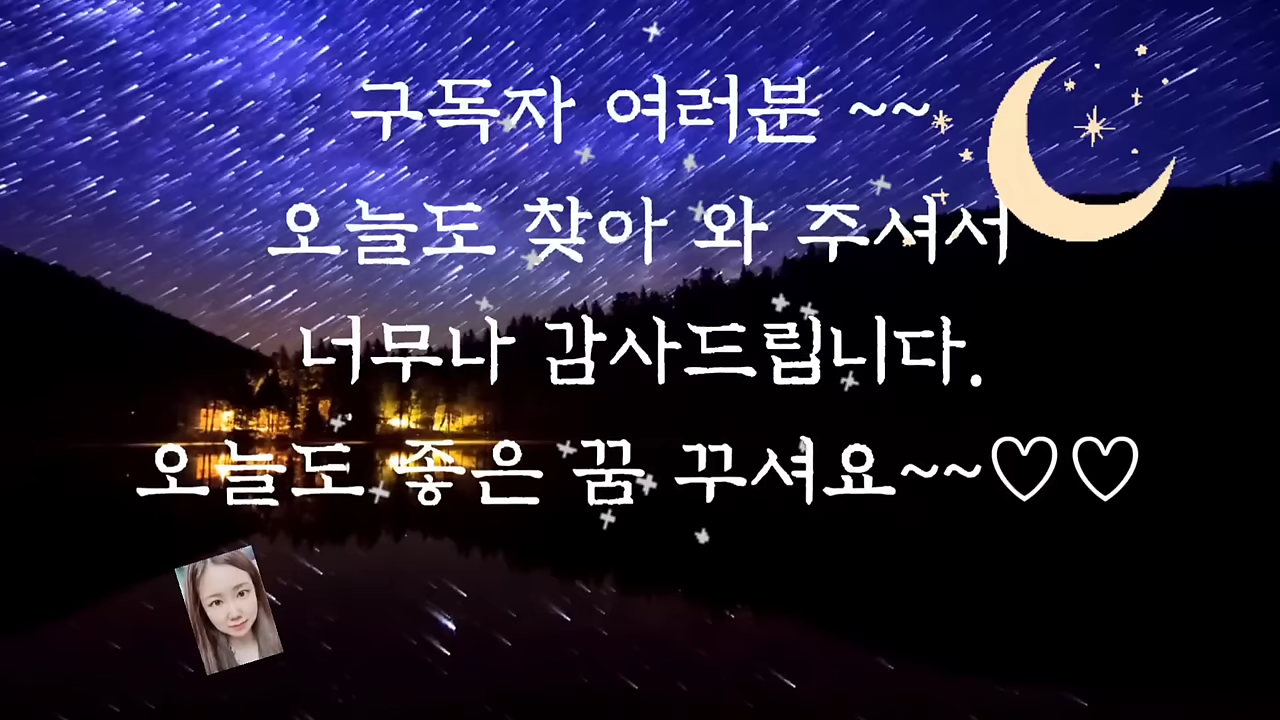 구독자 여러분 ~~
오늘도 찾아 와 주셔서
너무나 감사드립니다.
오늘도 좋은 꿈 꾸셔요~~♡♡